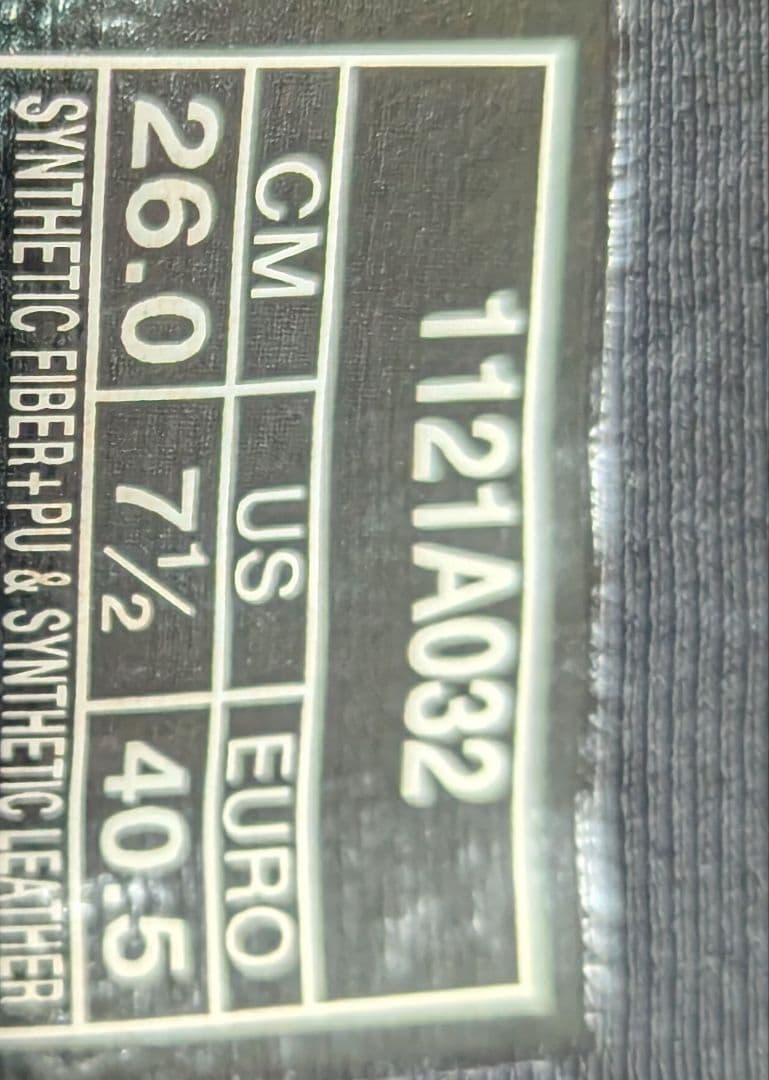 1121A032
CM US EURO
26.0 7½ 40.5
SYNTHETIC FIBER+PU & SYNTHETIC LEATHER